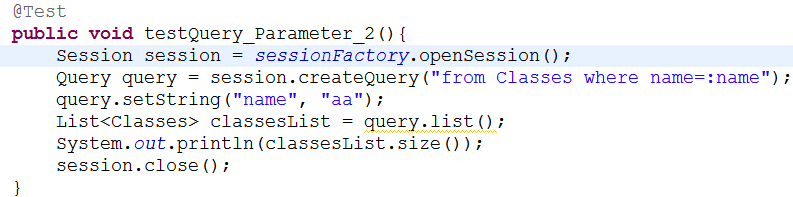 @Test
public void testQuery_Parameter_2(){
    Session session = sessionFactory.openSession();
    Query query = session.createQuery("from Classes where name=:name");
    query.setString("name", "aa");
    List<Classes> classesList = query.list();
    System.out.println(classesList.size());
    session.close();
}